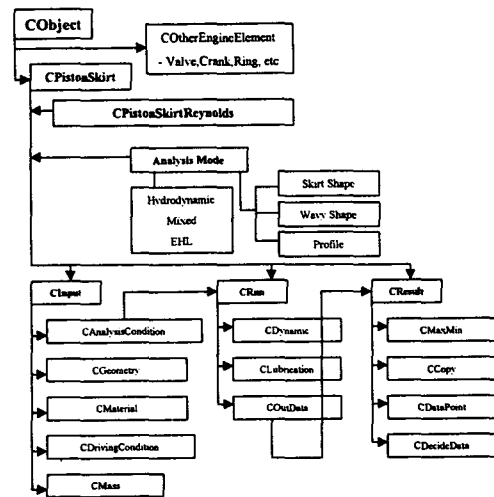 CObject
COtherEngineElement
- Valve,Crank,Ring, etc
CPistonSkirt
CPistonSkirtReynolds
Analysis Mode
Hydrodynamic
Mixed
EHL
Skirt Shape
Wavy Shape
Profile
CInput
CRun
CResult
CAnalysisCondition
CDynamic
CMaxMin
CGeometry
CLubrication
CCopy
CMaterial
COutData
CDataPoint
CDrivingCondition
CDecideData
CMass